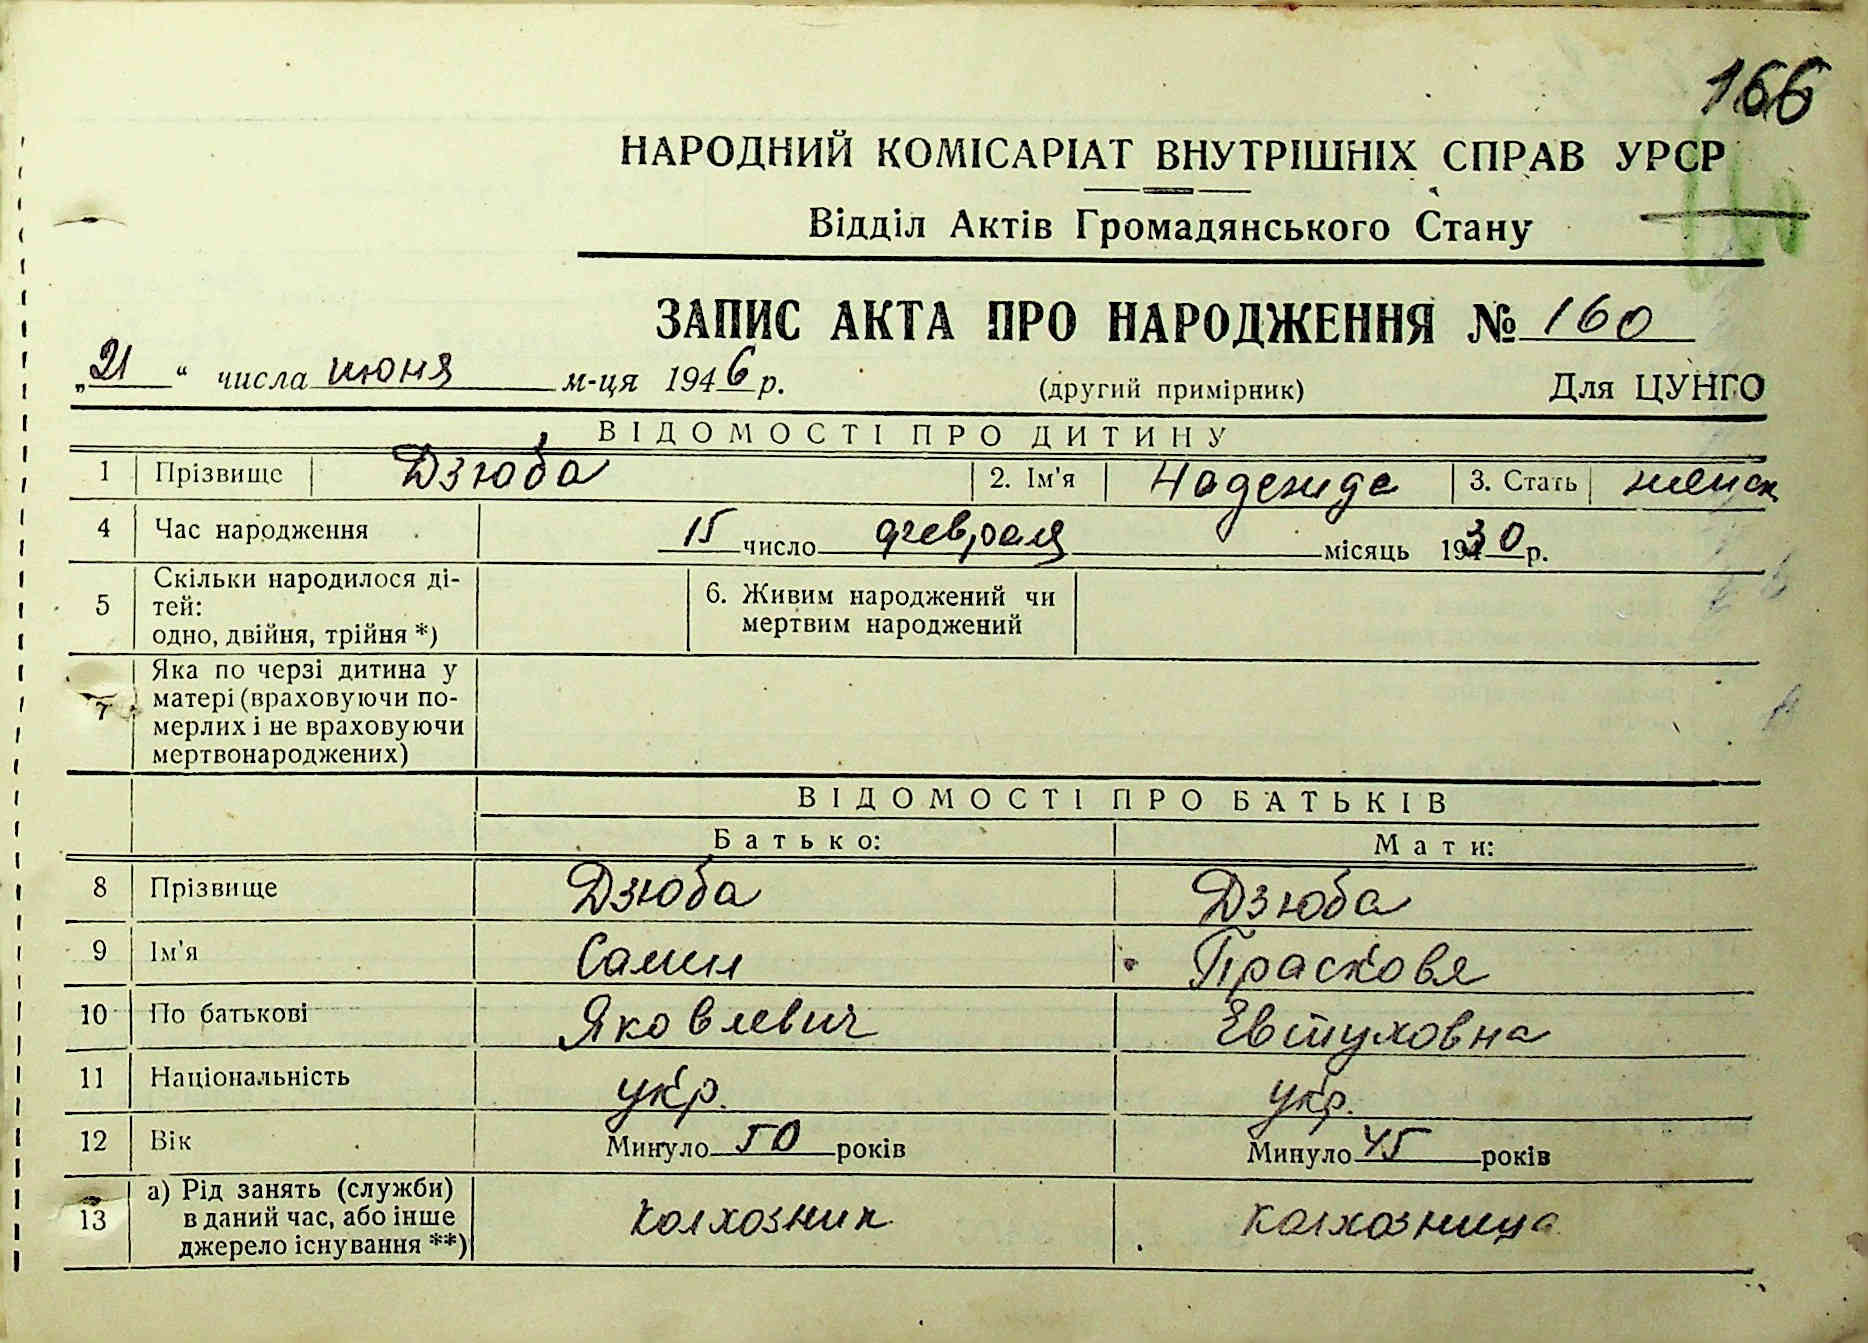 166
НАРОДНИЙ КОМІСАРІАТ ВНУТРІШНІХ СПРАВ УРСР
Відділ Актів Громадянського Стану
ЗАПИС АКТА ПРО НАРОДЖЕННЯ № 160
„21“ числа июня м-ця 1946 р. (другий примірник) Для ЦУНГО
ВІДОМОСТІ ПРО ДИТИНУ
1 Прізвище Дзюба 2. Ім'я Надежда 3. Стать женск
4 Час народження 15 число февраля місяць 1930 р.
5 Скільки народилося ді-
тей:
одно, двійня, трійня *)
6. Живим народжений чи
мертвим народжений
7 Яка по черзі дитина у
матері (враховуючи по-
мерлих і не враховуючи
мертвонароджених)
ВІДОМОСТІ ПРО БАТЬКІВ
Батько: Мати:
8 Прізвище Дзюба Дзюба
9 Ім'я Самил Прасковя
10 По батькові Яковлевич Евтуховна
11 Національність укр. укр.
12 Вік Минуло 50 років Минуло 45 років
13 а) Рід занять (служби)
в даний час, або інше
джерело існування **)
колхозник колхозница